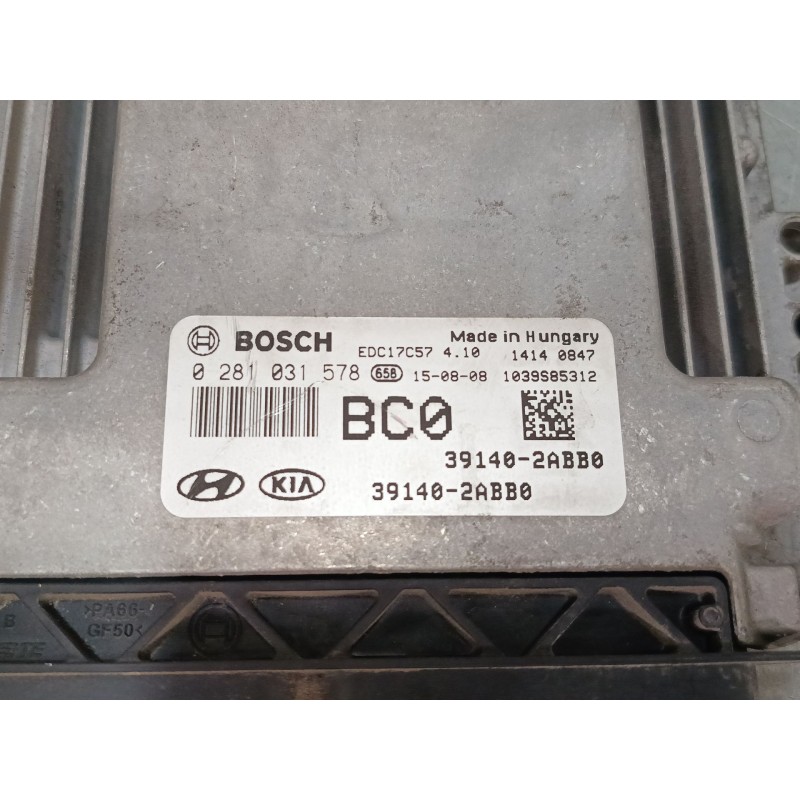 BOSCH
EDC17C57 4.10
Made in Hungary
1414 0847
0 281 031 578 65B 15-08-08 1039S85312
BC0
39140-2ABB0
KIA 39140-2ABB0
B >PA66-
GF50<